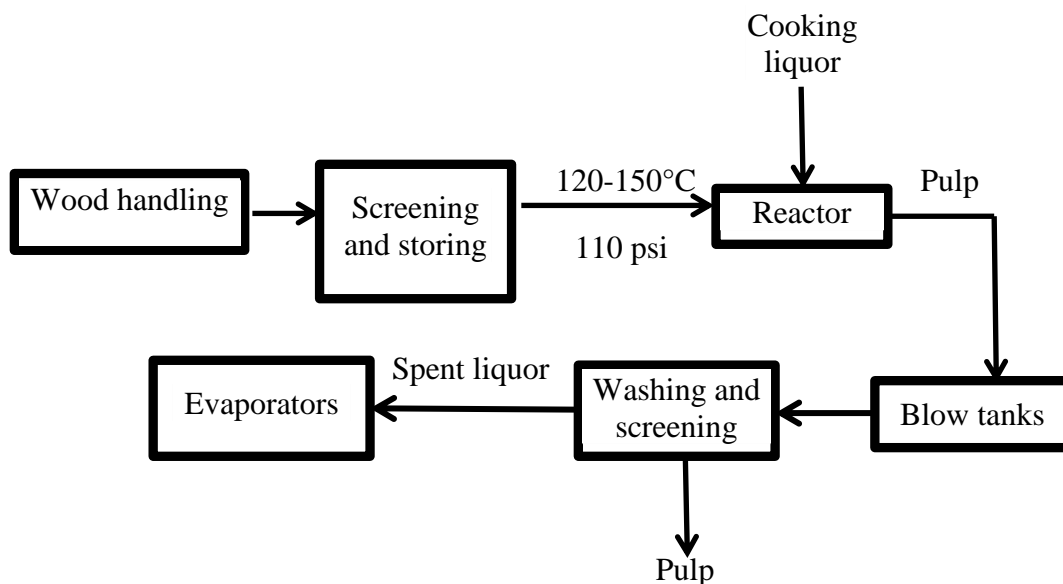 Cooking
liquor
Wood handling
Screening
and storing
120-150°C
110 psi
Reactor
Pulp
Blow tanks
Washing and
screening
Spent liquor
Evaporators
Pulp